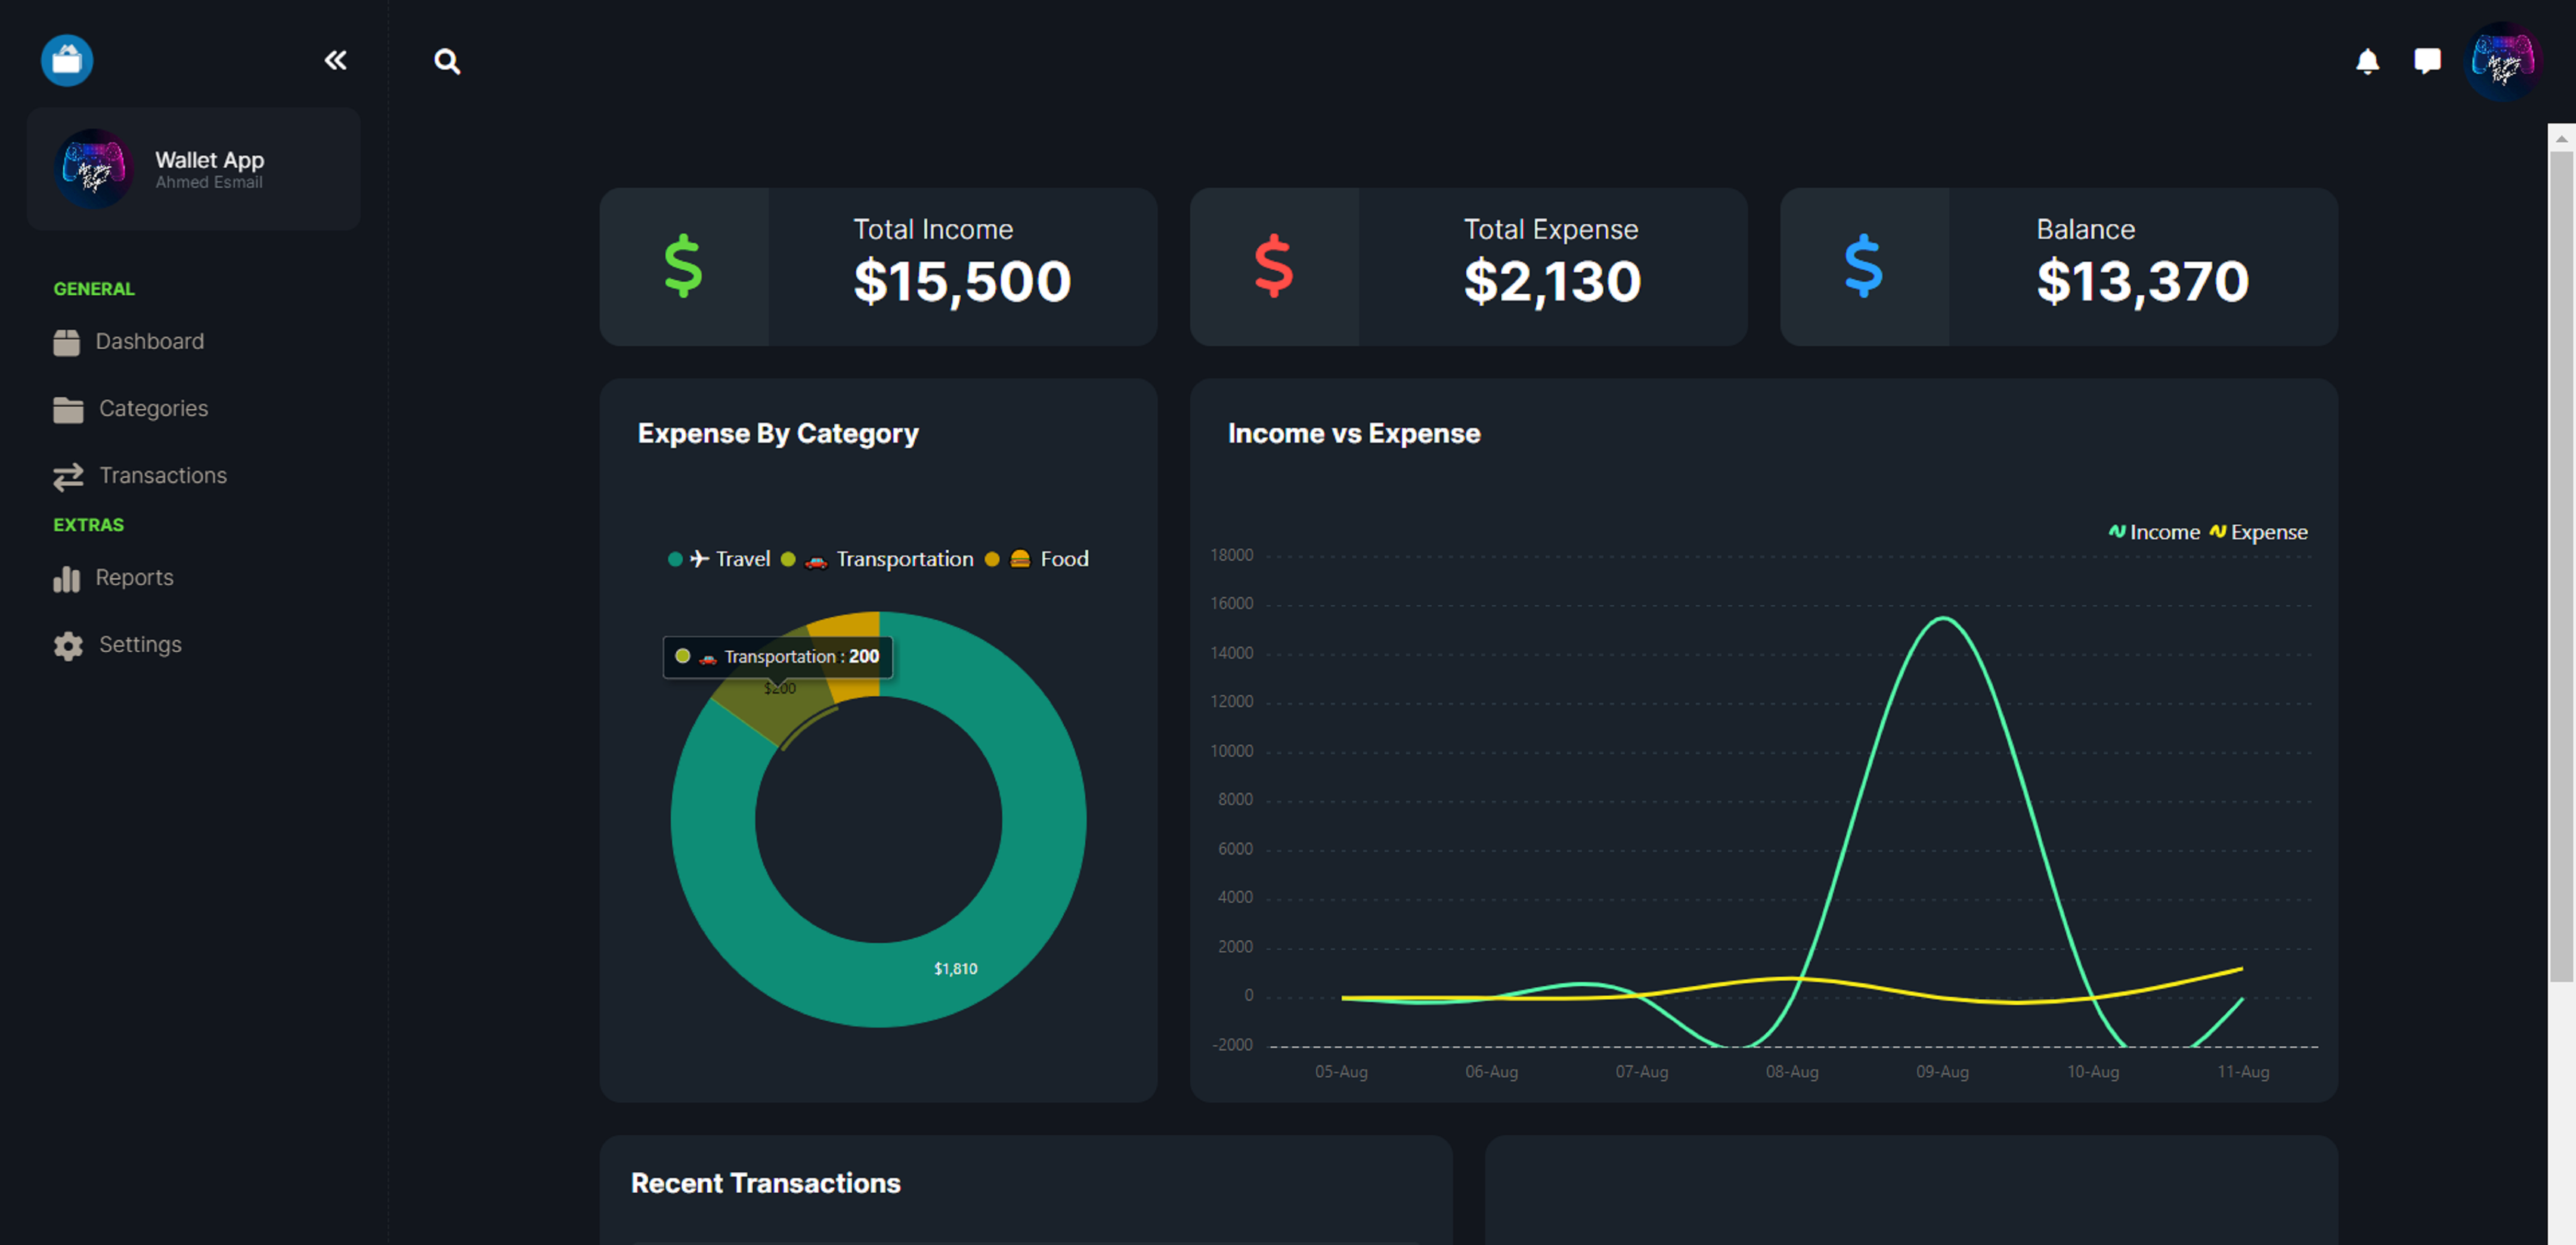 Wallet App
Ahmed Esmail
GENERAL
Dashboard
Categories
Transactions
EXTRAS
Reports
Settings
Total Income
$15,500
Total Expense
$2,130
Balance
$13,370
Expense By Category
Travel Transportation Food
Transportation : 200
$200
$1,810
Income vs Expense
Income Expense
18000
16000
14000
12000
10000
8000
6000
4000
2000
0
-2000
05-Aug 06-Aug 07-Aug 08-Aug 09-Aug 10-Aug 11-Aug
Recent Transactions